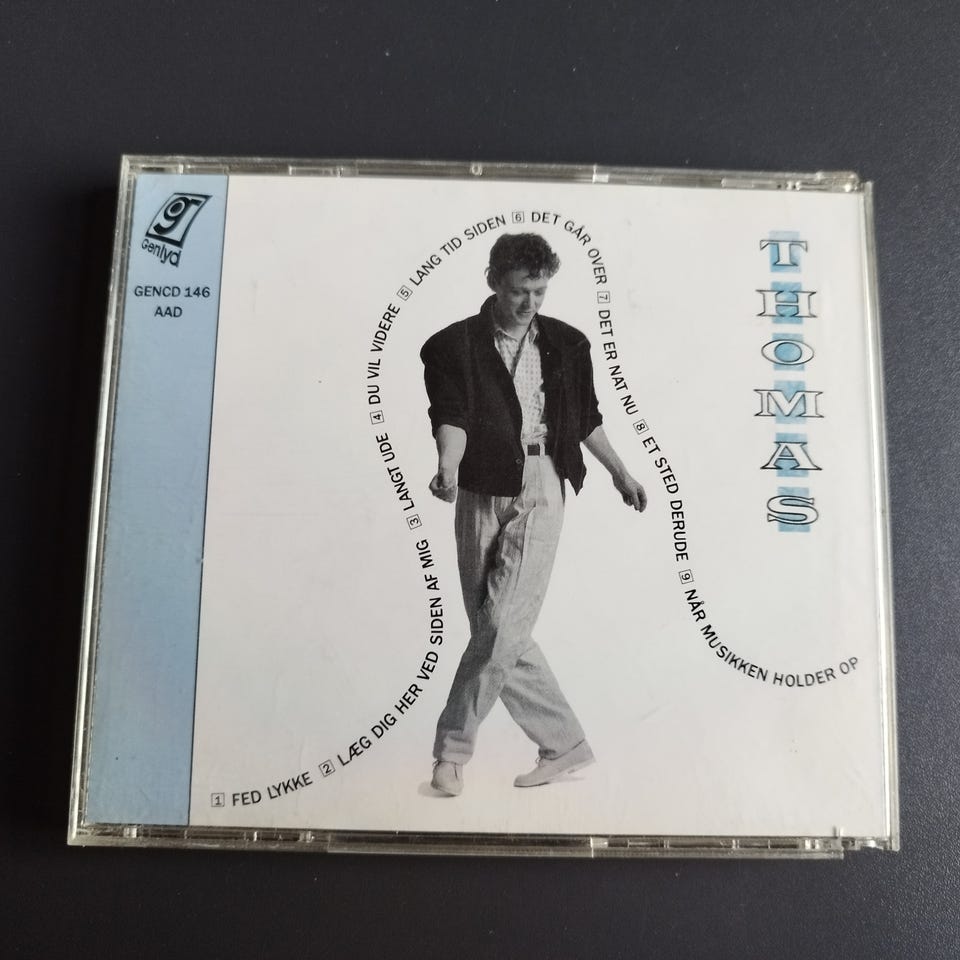 g
Genlyd
GENCD 146
AAD
1 FED LYKKE 2 LÆG DIG HER VED SIDEN AF MIG 3 LANGT UDE 4 DU VIL VIDERE 5 LANG TID SIDEN 6 DET GÅR OVER 7 DET ER NAT NU 8 ET STED DERUDE 9 NÅR MUSIKKEN HOLDER OP
THOMAS